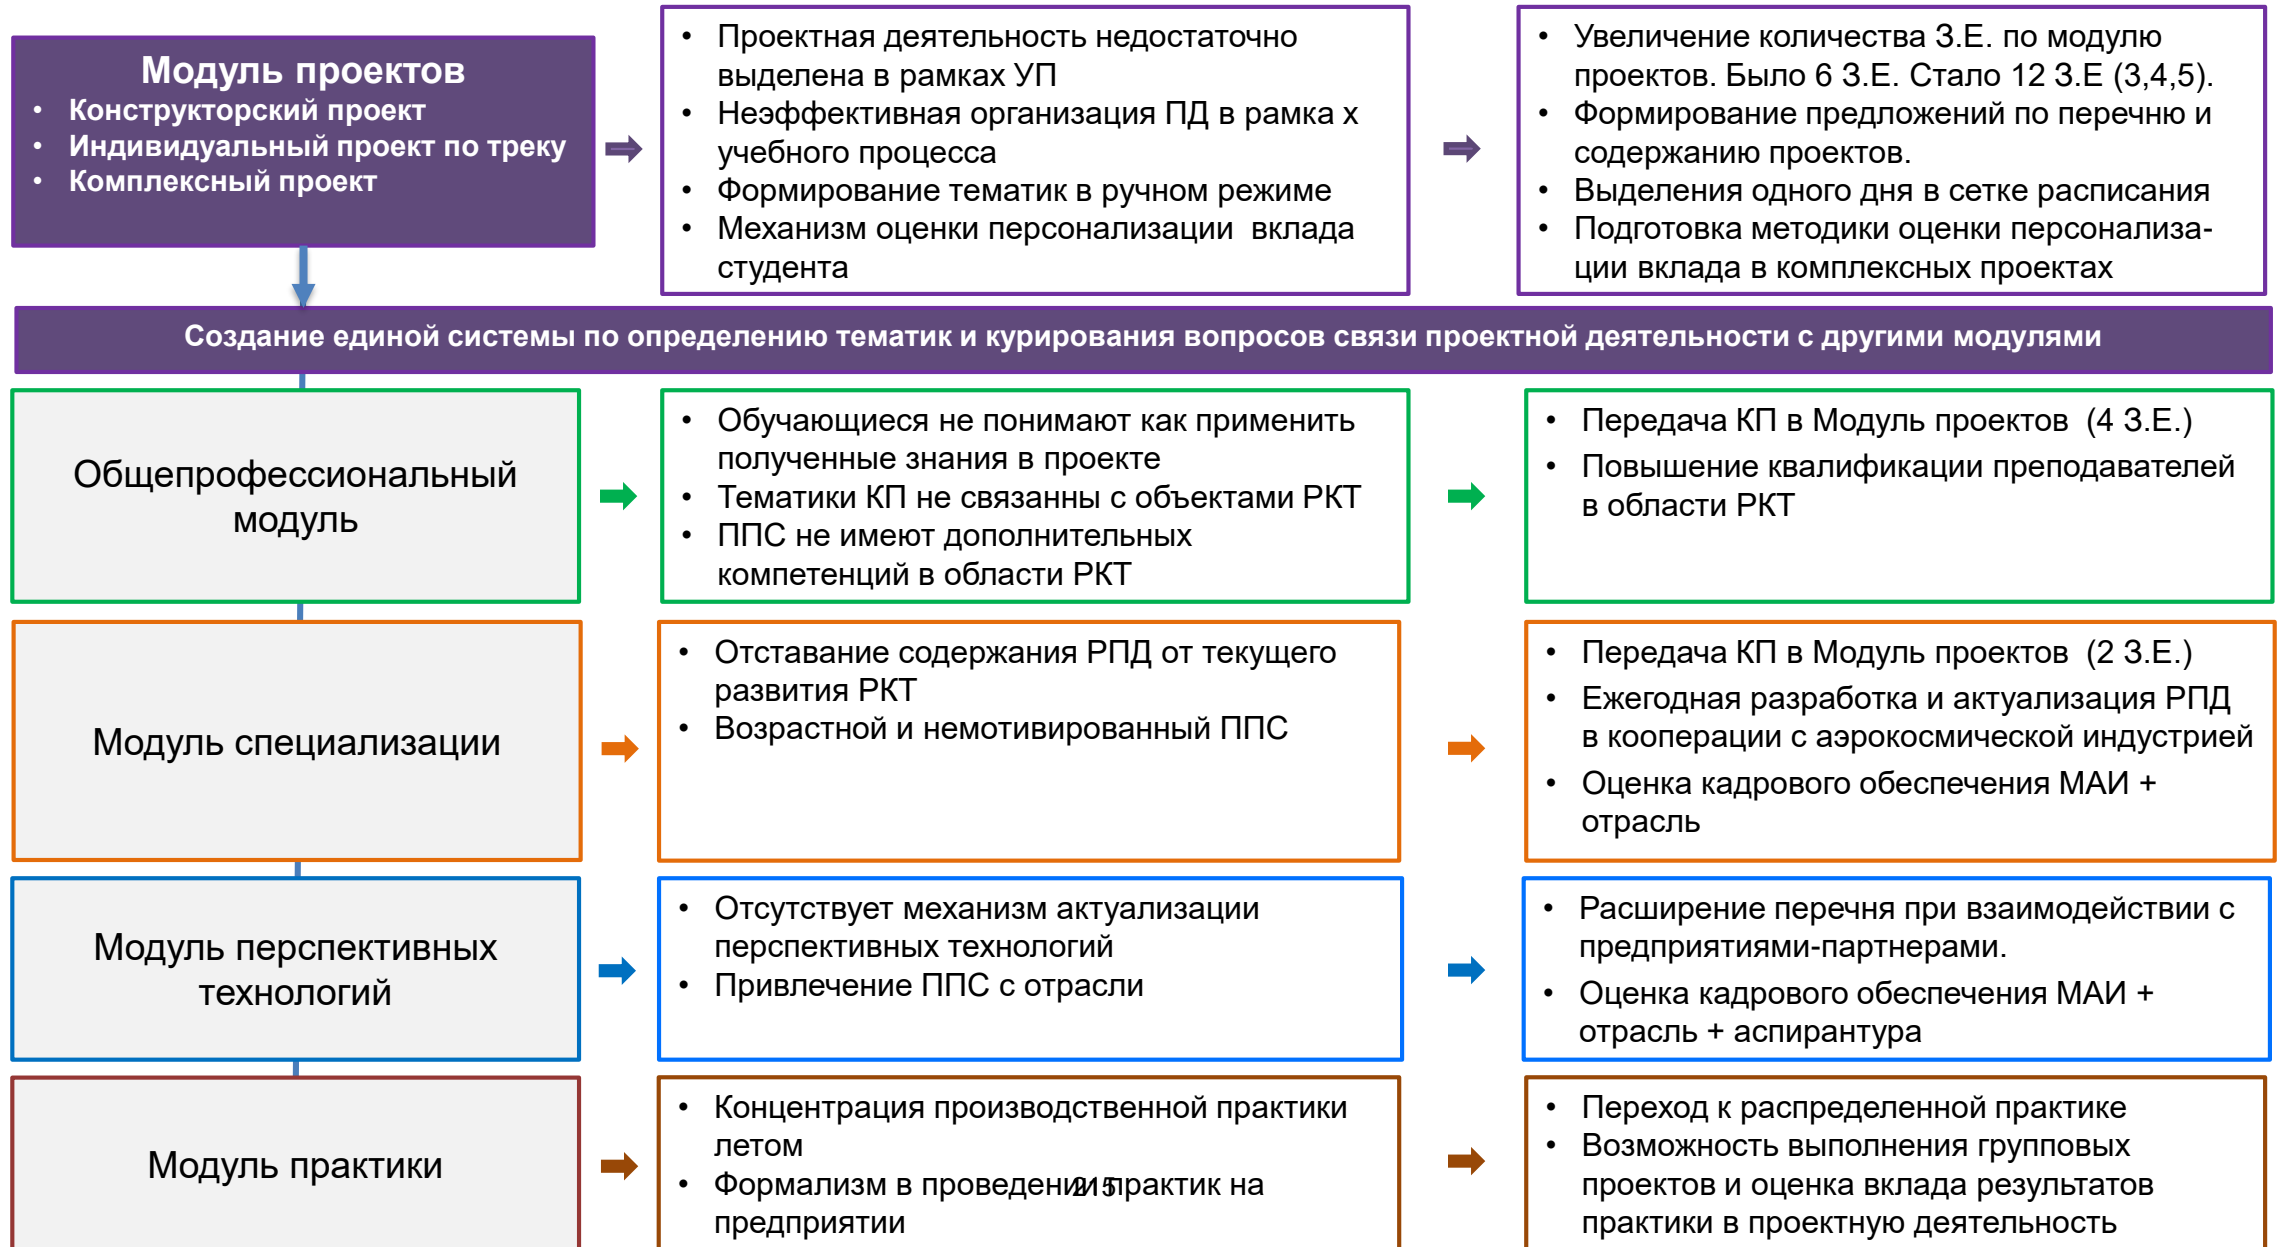 Модуль проектов
• Конструкторский проект
• Индивидуальный проект по треку
• Комплексный проект
• Проектная деятельность недостаточно
выделена в рамках УП
• Неэффективная организация ПД в рамка х
учебного процесса
• Формирование тематик в ручном режиме
• Механизм оценки персонализации вклада
студента
• Увеличение количества З.Е. по модулю
проектов. Было 6 З.Е. Стало 12 З.Е (3,4,5).
• Формирование предложений по перечню и
содержанию проектов.
• Выделения одного дня в сетке расписания
• Подготовка методики оценки персонализа-
ции вклада в комплексных проектах
Создание единой системы по определению тематик и курирования вопросов связи проектной деятельности с другими модулями
Общепрофессиональный
модуль
• Обучающиеся не понимают как применить
полученные знания в проекте
• Тематики КП не связанны с объектами РКТ
• ППС не имеют дополнительных
компетенций в области РКТ
• Передача КП в Модуль проектов (4 З.Е.)
• Повышение квалификации преподавателей
в области РКТ
Модуль специализации
• Отставание содержания РПД от текущего
развития РКТ
• Возрастной и немотивированный ППС
• Передача КП в Модуль проектов (2 З.Е.)
• Ежегодная разработка и актуализация РПД
в кооперации с аэрокосмической индустрией
• Оценка кадрового обеспечения МАИ +
отрасль
Модуль перспективных
технологий
• Отсутствует механизм актуализации
перспективных технологий
• Привлечение ППС с отрасли
• Расширение перечня при взаимодействии с
предприятиями-партнерами.
• Оценка кадрового обеспечения МАИ +
отрасль + аспирантура
Модуль практики
• Концентрация производственной практики
летом
• Формализм в проведении практик на
предприятии
215
• Переход к распределенной практике
• Возможность выполнения групповых
проектов и оценка вклада результатов
практики в проектную деятельность